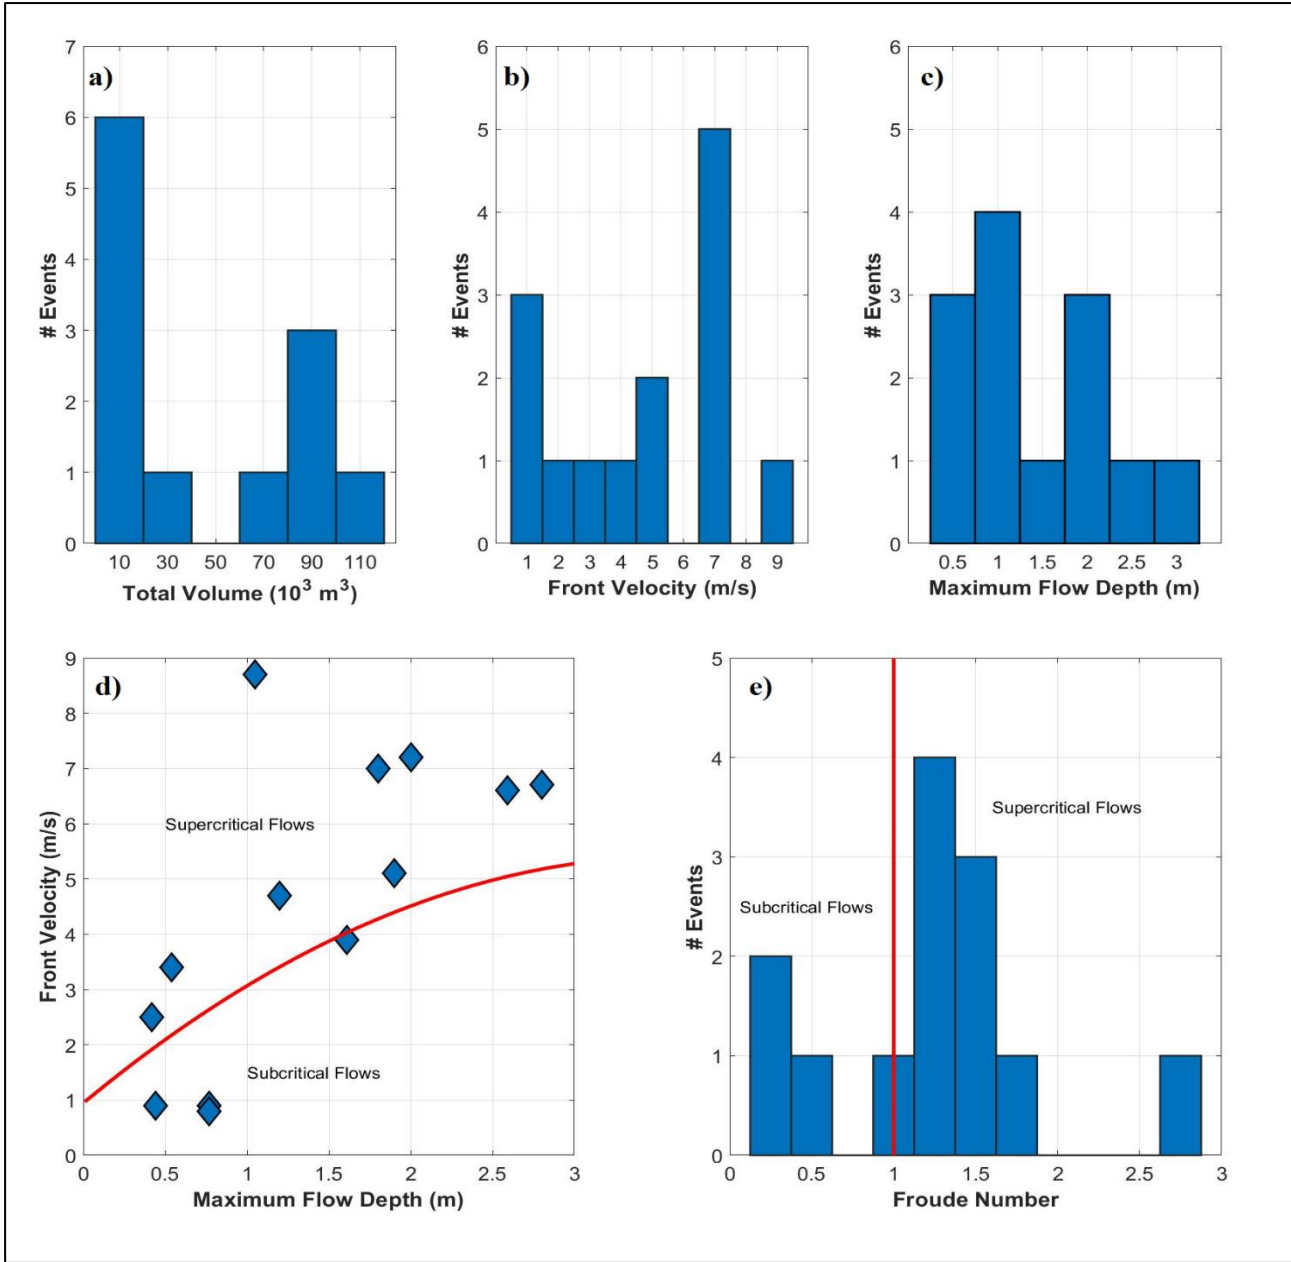 a)
7
6
5
4
3
2
1
0
# Events
10 30 50 70 90 110
Total Volume (10³ m³)
b)
6
5
4
3
2
1
0
# Events
1 2 3 4 5 6 7 8 9
Front Velocity (m/s)
c)
6
5
4
3
2
1
0
# Events
0.5 1 1.5 2 2.5 3
Maximum Flow Depth (m)
d)
9
8
7
6
5
4
3
2
1
0
Front Velocity (m/s)
Supercritical Flows
Subcritical Flows
0 0.5 1 1.5 2 2.5 3
Maximum Flow Depth (m)
e)
5
4
3
2
1
0
# Events
Supercritical Flows
Subcritical Flows
0 0.5 1 1.5 2 2.5 3
Froude Number